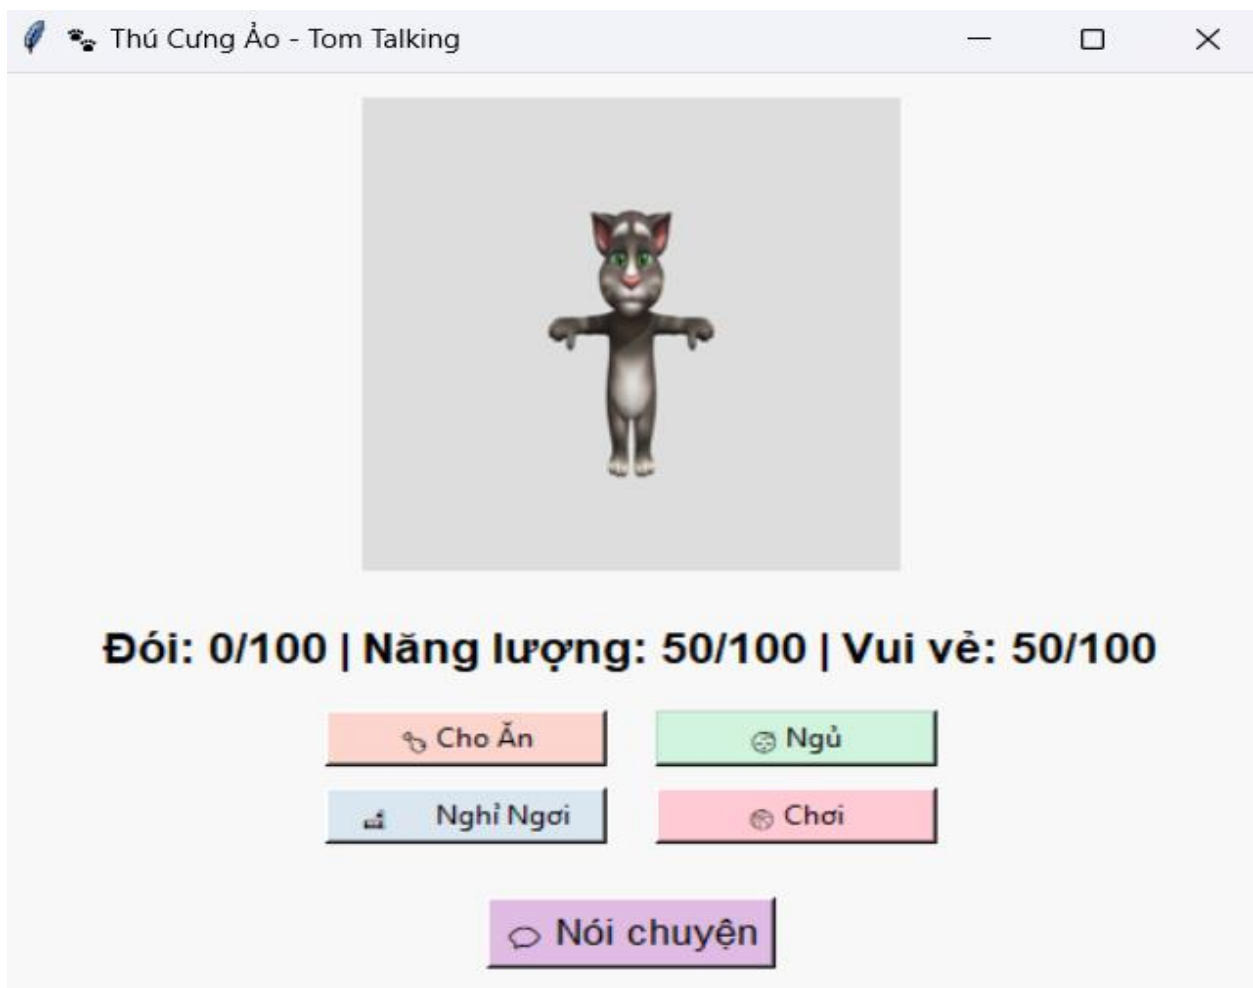 Thú Cưng Ảo - Tom Talking
Đói: 0/100 | Năng lượng: 50/100 | Vui vẻ: 50/100
Cho Ăn
Ngủ
Nghỉ Ngơi
Chơi
Nói chuyện